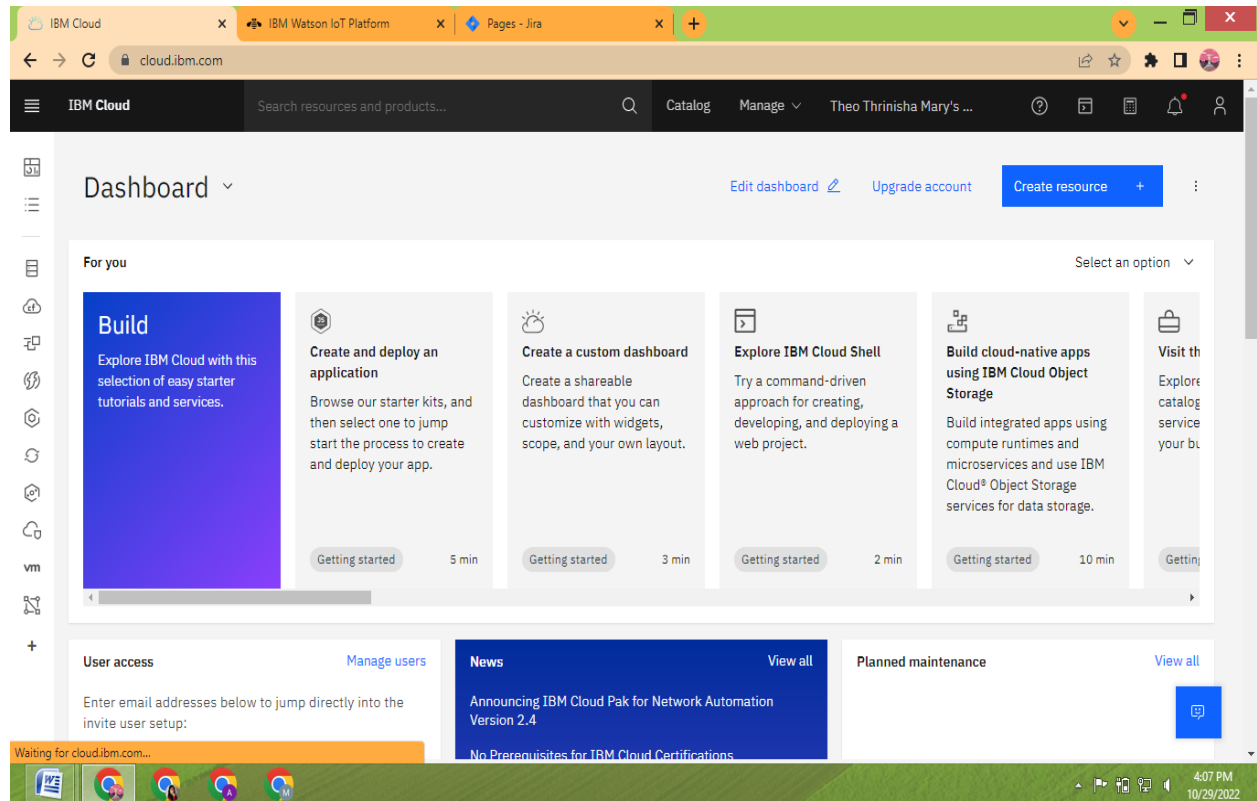 IBM Cloud
IBM Watson IoT Platform
Pages - Jira
cloud.ibm.com
IBM Cloud
Search resources and products...
Catalog
Manage
Theo Thrinisha Mary's ...
Dashboard
Edit dashboard
Upgrade account
Create resource +
For you
Select an option
Build
Explore IBM Cloud with this
selection of easy starter
tutorials and services.
JS
Create and deploy an
application
Browse our starter kits, and
then select one to jump
start the process to create
and deploy your app.
Getting started
5 min
Create a custom dashboard
Create a shareable
dashboard that you can
customize with widgets,
scope, and your own layout.
Getting started
3 min
Explore IBM Cloud Shell
Try a command-driven
approach for creating,
developing, and deploying a
web project.
Getting started
2 min
Build cloud-native apps
using IBM Cloud Object
Storage
Build integrated apps using
compute runtimes and
microservices and use IBM
Cloud® Object Storage
services for data storage.
Getting started
10 min
Visit th
Explore
catalog
service
your bu
Getting
cf
vm
User access
Manage users
Enter email addresses below to jump directly into the
invite user setup:
News
View all
Announcing IBM Cloud Pak for Network Automation
Version 2.4
No Prerequisites for IBM Cloud Certifications
Planned maintenance
View all
Waiting for cloud.ibm.com...
W
A
M
4:07 PM
10/29/2022